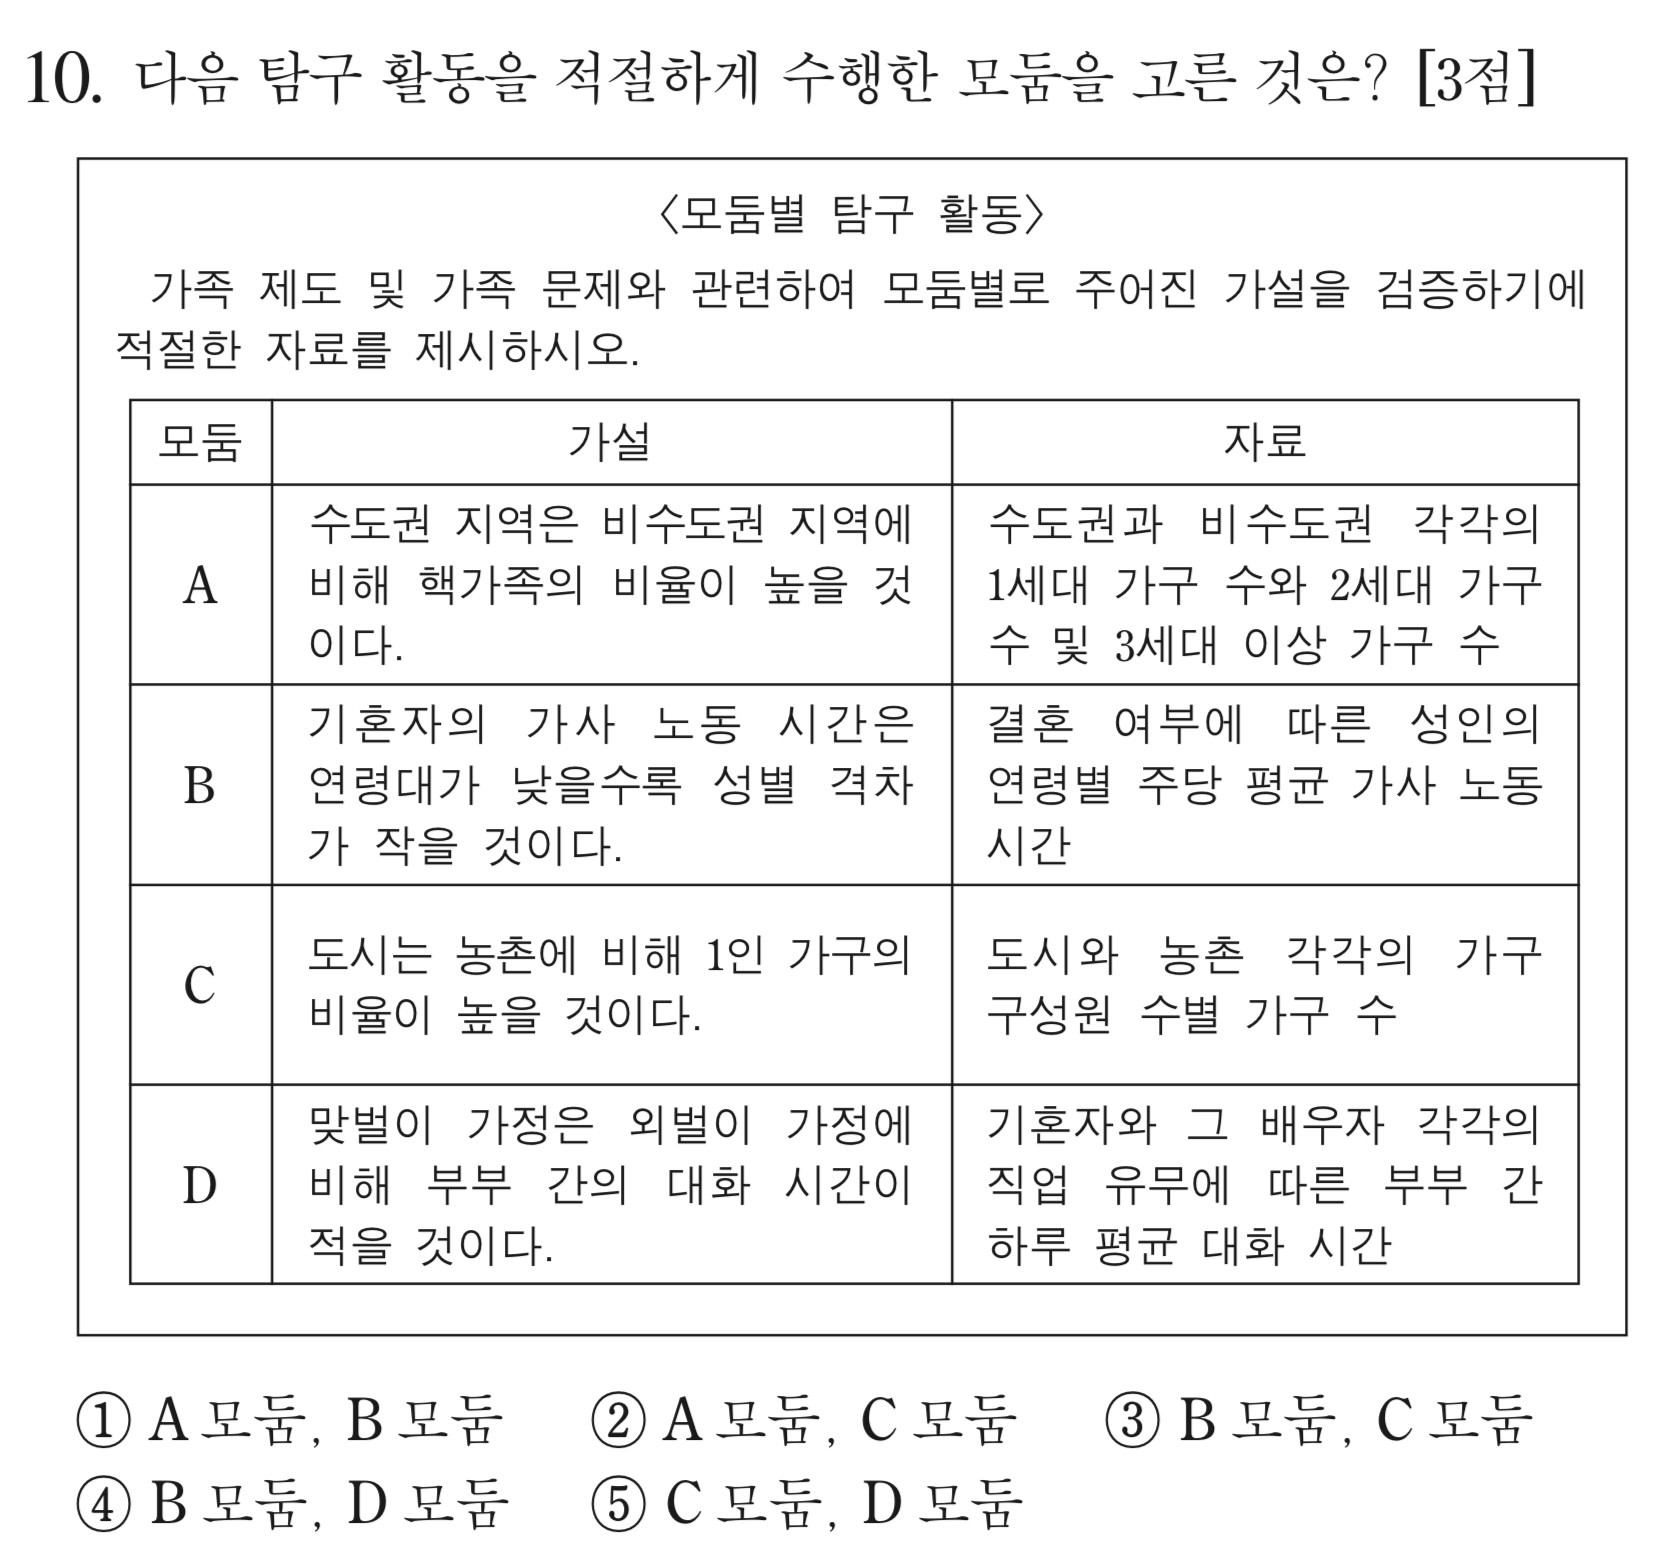 10. 다음 탐구 활동을 적절하게 수행한 모둠을 고른 것은? [3점]
〈모둠별 탐구 활동〉
가족 제도 및 가족 문제와 관련하여 모둠별로 주어진 가설을 검증하기에
적절한 자료를 제시하시오.
모둠 가설 자료
A
수도권 지역은 비수도권 지역에
비해 핵가족의 비율이 높을 것
이다.
수도권과 비수도권 각각의
1세대 가구 수와 2세대 가구
수 및 3세대 이상 가구 수
B
기혼자의 가사 노동 시간은
연령대가 낮을수록 성별 격차
가 작을 것이다.
결혼 여부에 따른 성인의
연령별 주당 평균 가사 노동
시간
C
도시는 농촌에 비해 1인 가구의
비율이 높을 것이다.
도시와 농촌 각각의 가구
구성원 수별 가구 수
D
맞벌이 가정은 외벌이 가정에
비해 부부 간의 대화 시간이
적을 것이다.
기혼자와 그 배우자 각각의
직업 유무에 따른 부부 간
하루 평균 대화 시간
① A 모둠, B 모둠 ② A 모둠, C 모둠 ③ B 모둠, C 모둠
④ B 모둠, D 모둠 ⑤ C 모둠, D 모둠